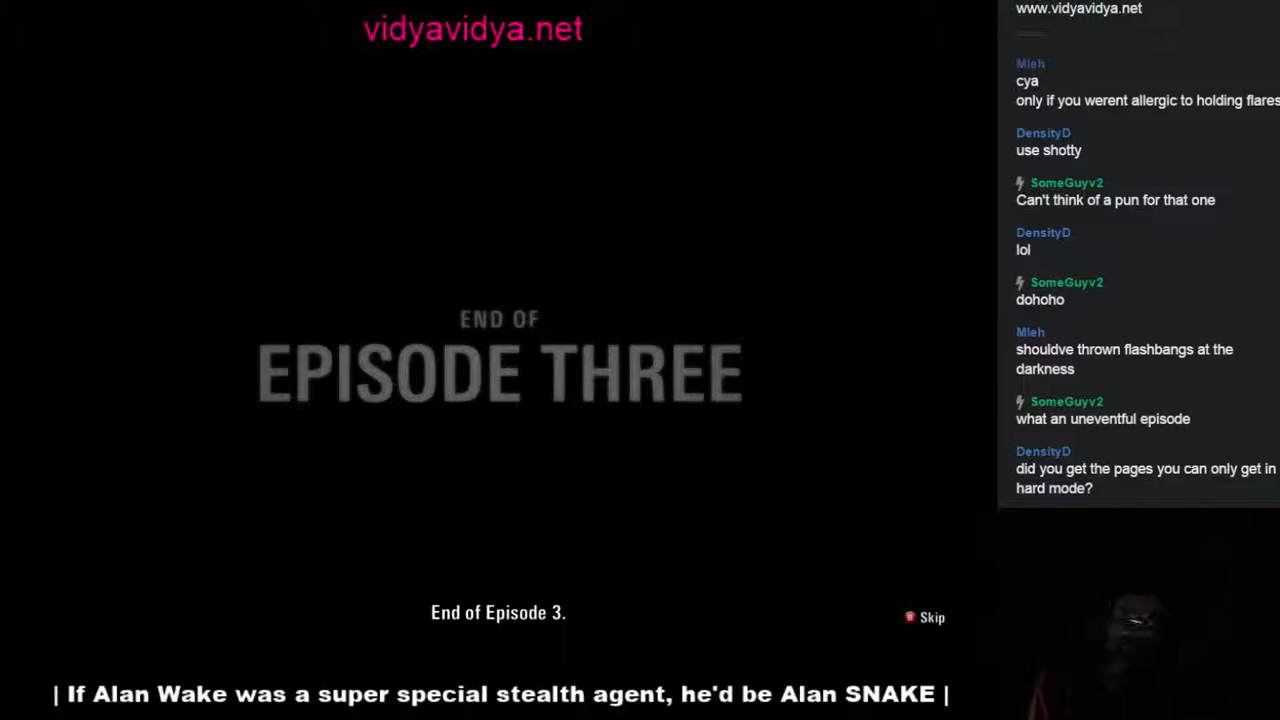 vidyavidya.net
END OF
EPISODE THREE
End of Episode 3.
Skip
| If Alan Wake was a super special stealth agent, he'd be Alan SNAKE |
www.vidyavidya.net
Mleh
cya
only if you werent allergic to holding flares
DensityD
use shotty
SomeGuyv2
Can't think of a pun for that one
DensityD
lol
SomeGuyv2
dohoho
Mleh
shouldve thrown flashbangs at the
darkness
SomeGuyv2
what an uneventful episode
DensityD
did you get the pages you can only get in
hard mode?